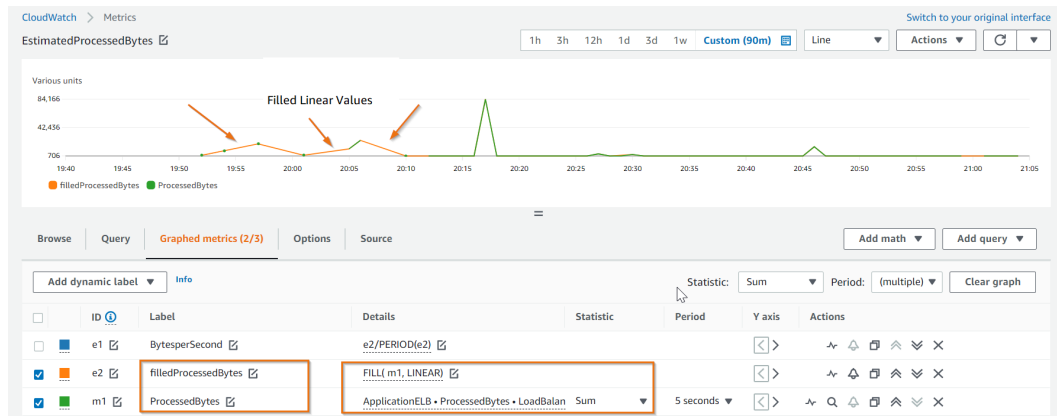 CloudWatch > Metrics
Switch to your original interface
EstimatedProcessedBytes
1h 3h 12h 1d 3d 1w Custom (90m) Line Actions
Various units
84,166
Filled Linear Values
42,436
706
19:40 19:45 19:50 19:55 20:00 20:05 20:10 20:15 20:20 20:25 20:30 20:35 20:40 20:45 20:50 20:55 21:00 21:05
filledProcessedBytes ProcessedBytes
Browse Query Graphed metrics (2/3) Options Source Add math Add query
Add dynamic label Info Statistic: Sum Period: (multiple) Clear graph
ID Label Details Statistic Period Y axis Actions
e1 BytesperSecond e2/PERIOD(e2)
e2 filledProcessedBytes FILL( m1, LINEAR)
m1 ProcessedBytes ApplicationELB • ProcessedBytes • LoadBalan Sum 5 seconds